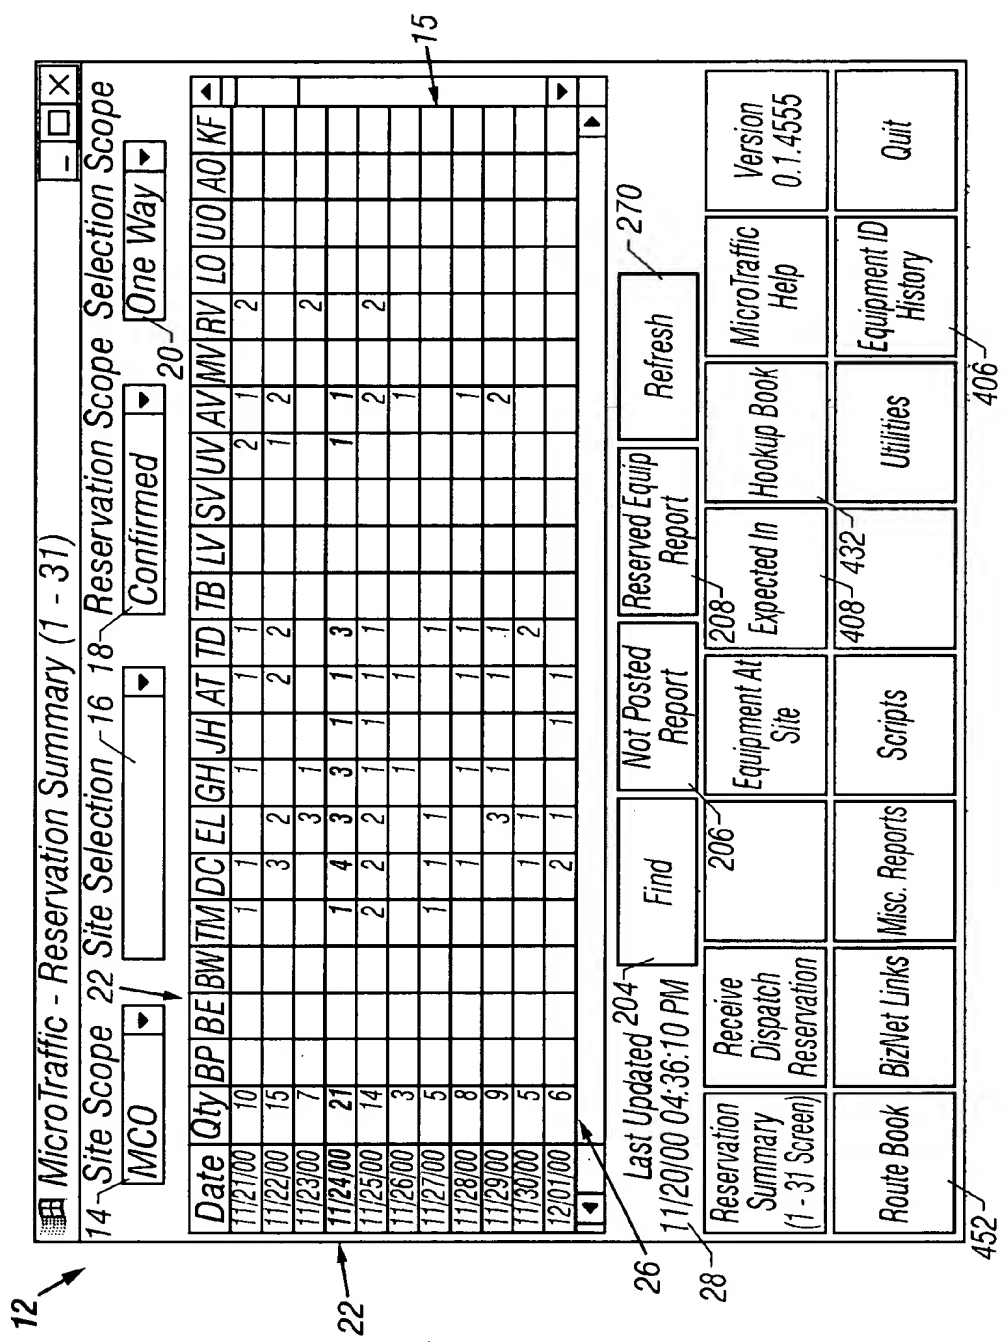 12
MicroTraffic - Reservation Summary (1 - 31)
14 Site Scope 22 Site Selection 16 18 Reservation Scope Selection Scope
MCO Confirmed One Way
20
Date Qty BP BE BW TM DC EL GH JH AT TD TB LV SV UV AV MV RV LO UO AO KF
11/21/00 10 1 1 1 1 1 2 1 2
11/22/00 15 3 2 2 2 1 2
11/23/00 7 3 1 2
11/24/00 21 1 4 3 3 1 1 3 1 1
11/25/00 14 2 2 2 1 1 1 1 2 2
11/26/00 3 1 1 1
11/27/00 5 1 1 1 1
11/28/00 8 1 1 1 1 1
11/29/00 9 3 1 1 1 2
11/30/00 5 1 1 2
12/01/00 6 2 1 1 1
22
15
26
Last Updated 204
11/20/00 04:36:10 PM
28
Find
Not Posted Report
Reserved Equip Report
Refresh
270
206
208
Reservation Summary (1 - 31 Screen)
Receive Dispatch Reservation
Equipment At Site
Expected In
Hookup Book
MicroTraffic Help
Version 0.1.4555
408
432
Route Book
BizNet Links
Misc. Reports
Scripts
Utilities
Equipment ID History
Quit
452
406